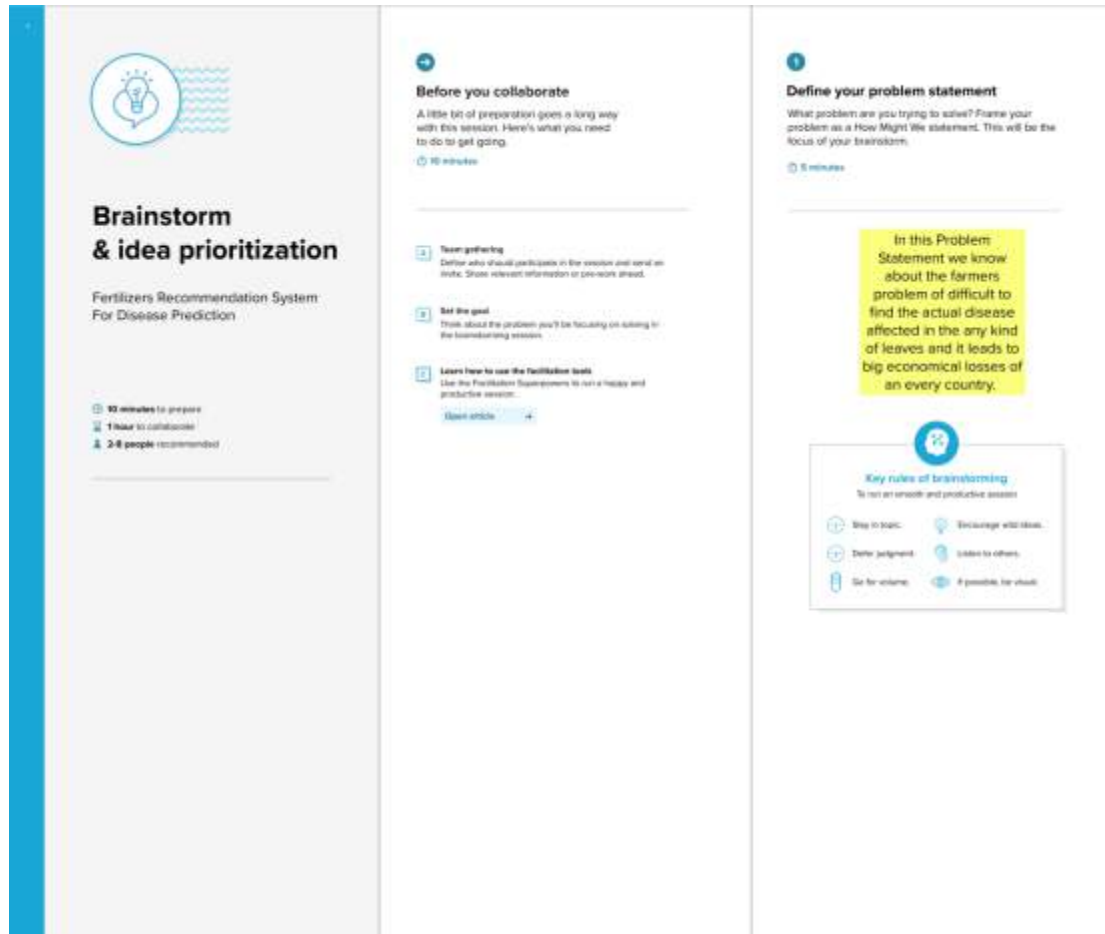 Brainstorm
& idea prioritization
Fertilizers Recommendation System
For Disease Prediction
10 minutes to prepare
1 hour to collaborate
2-8 people recommended
Before you collaborate
A little bit of preparation goes a long way
with this session. Here's what you need
to do to get going.
10 minutes
A
Team gathering
Define who should participate in the session and send an
invite. Share relevant information or pre-work ahead.
B
Set the goal
Think about the problem you'll be focusing on solving in
the brainstorming session.
C
Learn how to use the facilitation tools
Use the Facilitation Superpowers to run a happy and
productive session.
Open article
1
Define your problem statement
What problem are you trying to solve? Frame your
problem as a How Might We statement. This will be the
focus of your brainstorm.
5 minutes
In this Problem
Statement we know
about the farmers
problem of difficult to
find the actual disease
affected in the any kind
of leaves and it leads to
big economical losses of
an every country.
Key rules of brainstorming
To run an smooth and productive session
Stay in topic.
Encourage wild ideas.
Defer judgment.
Listen to others.
Go for volume.
If possible, be visual.